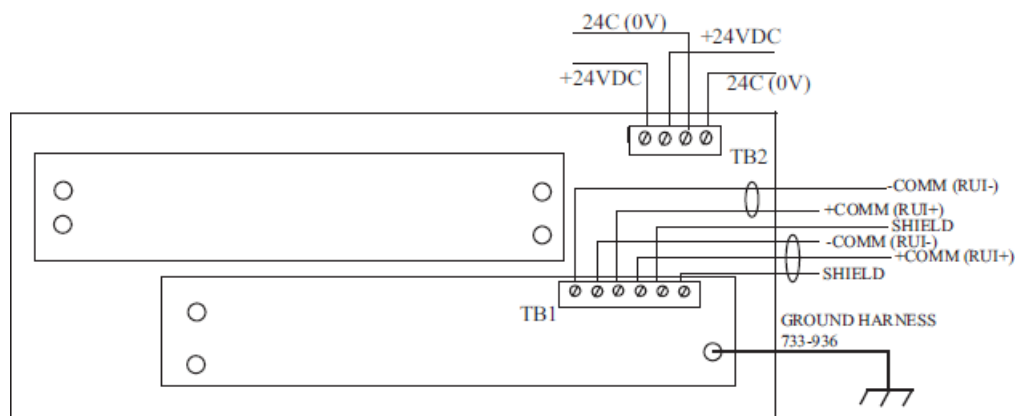 24C (0V)
+24VDC
+24VDC
24C (0V)
TB2
-COMM (RUI-)
+COMM (RUI+)
SHIELD
-COMM (RUI-)
+COMM (RUI+)
SHIELD
TB1
GROUND HARNESS
733-936